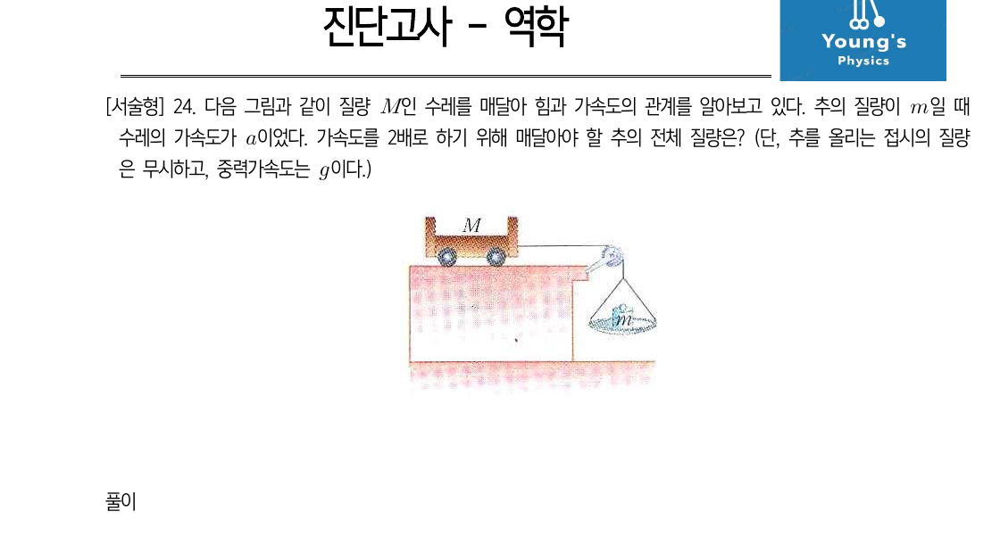 진단고사 - 역학
Young's
Physics
[서술형] 24. 다음 그림과 같이 질량 M인 수레를 매달아 힘과 가속도의 관계를 알아보고 있다. 추의 질량이 m일 때
수레의 가속도가 a이었다. 가속도를 2배로 하기 위해 매달아야 할 추의 전체 질량은? (단, 추를 올리는 접시의 질량
은 무시하고, 중력가속도는 g이다.)
M
m
풀이